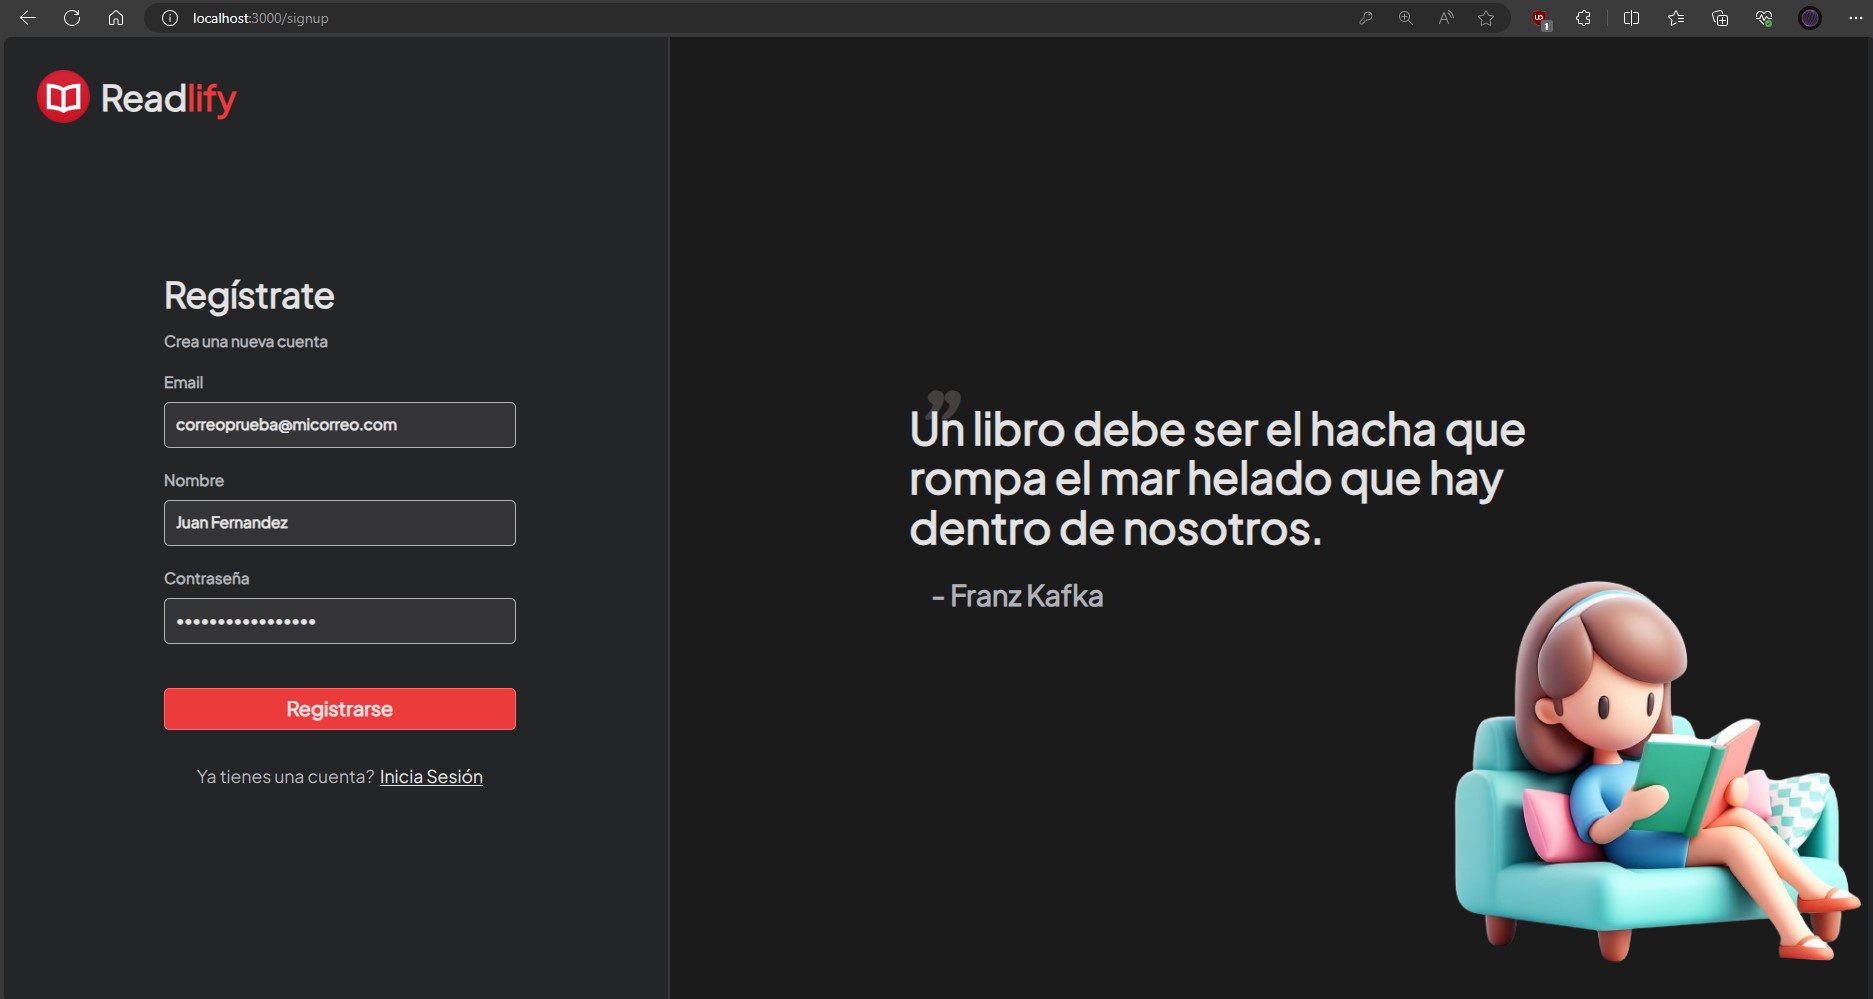 localhost:3000/signup
1
Readlify
Regístrate
Crea una nueva cuenta
Email
correoprueba@micorreo.com
Nombre
Juan Fernandez
Contraseña
•••••••••••••••••
Registrarse
Ya tienes una cuenta? Inicia Sesión
”
Un libro debe ser el hacha que
rompa el mar helado que hay
dentro de nosotros.
- Franz Kafka